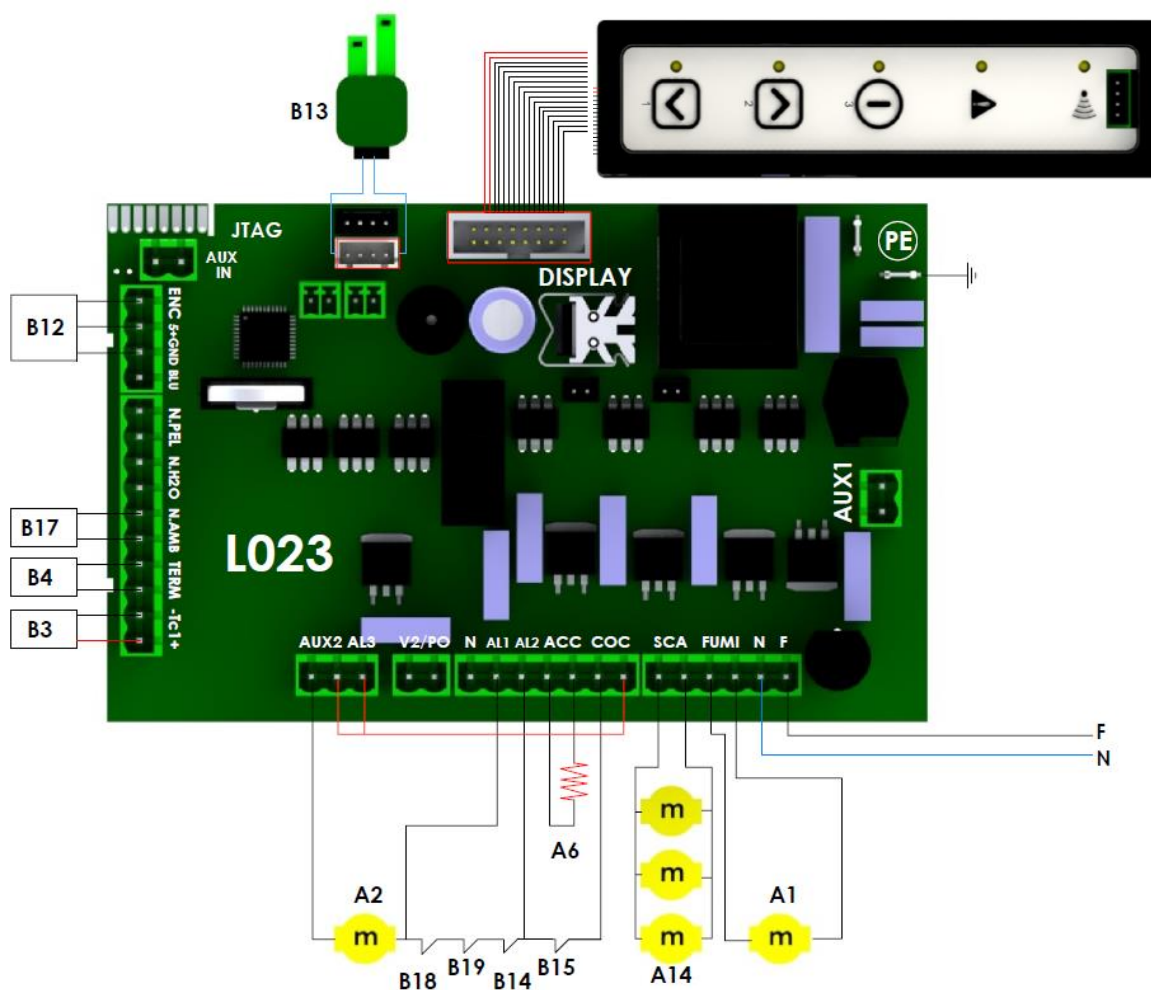 B13
1
2
3
JTAG
AUX
IN
DISPLAY
PE
B12
ENC 5+GND BLU
N.PEL N.H2O N.AMB TERM -Tc1+
B17
B4
B3
L023
AUX1
AUX2 AL3 V2/PO N AL1 AL2 ACC COC SCA FUMI N F
F
N
A6
A2
m
m
m
m
A1
m
B18 B19 B14 B15
A14